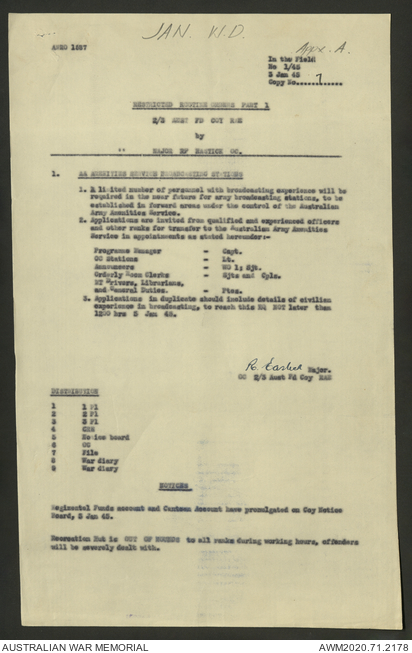 JAN. W.D.
Appx. A.
In the Field
No 1/45
5 Jan 45
Copy No....7.......
RESTRICTED ROUTINE ORDERS PART 1
2/3 AUST FD COY RAE
by
MAJOR RF EASTICK OC.
1. AA AMENITIES SERVICE BROADCASTING STATIONS
1. A limited number of personnel with broadcasting experience will be
required in the near future for army broadcasting stations, to be
established in forward areas under the control of the Australian
Army Amenities Service.
2. Applications are invited from qualified and experienced officers
and other ranks for transfer to the Australian Army Amenities
Service in appointments as stated hereunder:-
Programme Manager - Capt.
OC Stations - Lt.
Announcers - WO 1; Sjt.
Orderly Room Clerks - Sjts and Cpls.
MT Drivers, Librarians,
and General Duties. - Ptes.
3. Applications in duplicate should include details of civilian
experience in broadcasting, to reach this HQ NOT later than
1200 hrs 5 Jan 45.
Major.
OC 2/3 Aust Fd Coy RAE
DISTRIBUTION
1 1 Pl
2 2 Pl
3 3 Pl
4
5 Notice board
6 OC
7 File
8 War diary
9 War diary
NOTICES
Regimental Funds account and Canteen Account have promulgated on Coy Notice
Board, 5 Jan 45.
Recreation Hut is OUT OF BOUNDS to all ranks during working hours, offenders
will be severely dealt with.
AUSTRALIAN WAR MEMORIAL
AWM2020.71.2178